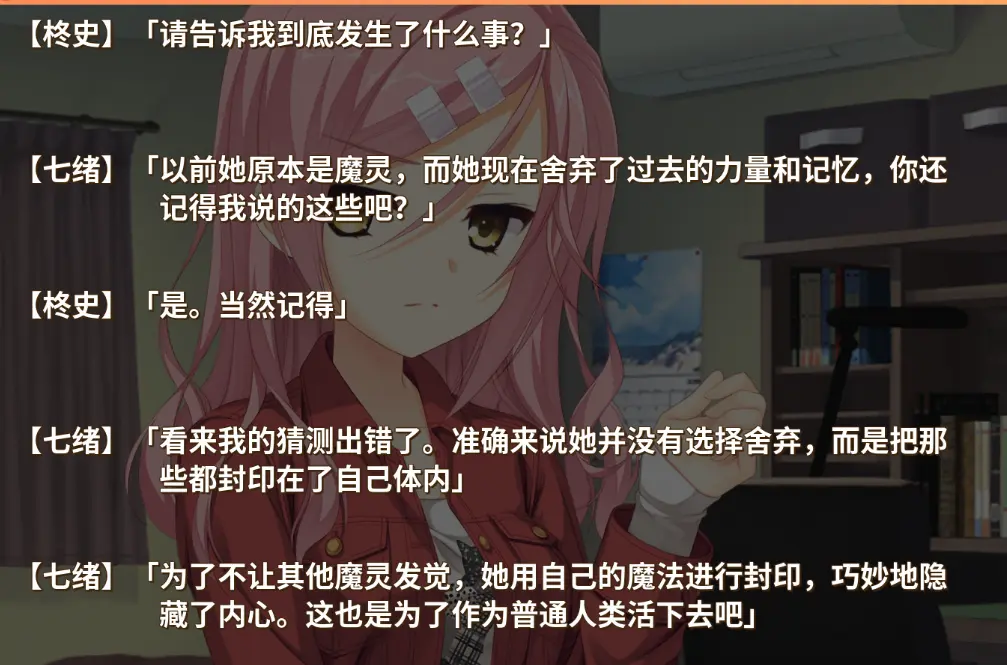 【柊史】「请告诉我到底发生了什么事？」
【七绪】「以前她原本是魔灵，而她现在舍弃了过去的力量和记忆，你还
记得我说的这些吧？」
【柊史】「是。当然记得」
【七绪】「看来我的猜测出错了。准确来说她并没有选择舍弃，而是把那
些都封印在了自己体内」
【七绪】「为了不让其他魔灵发觉，她用自己的魔法进行封印，巧妙地隐
藏了内心。这也是为了作为普通人类活下去吧」